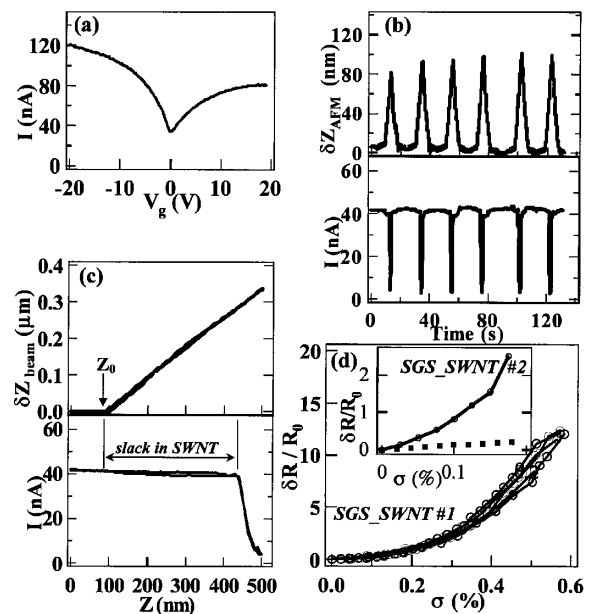 (a)
120
80
40
0
I (nA)
-20
-10
0
10
20
V_g (V)
(b)
120
80
40
0
δZ_AFM (nm)
60
40
20
0
I (nA)
0
40
80
120
Time (s)
(c)
0.4
0.3
0.2
0.1
0.0
δZ_beam (μm)
Z_0
slack in SWNT
60
40
20
0
I (nA)
0
100
200
300
400
500
Z (nm)
(d)
20
15
10
5
0
δR / R_0
SGS_SWNT #2
2
1
0
δR/R_0
0
0.1
σ (%)
SGS_SWNT #1
0.0
0.2
0.4
0.6
σ (%)